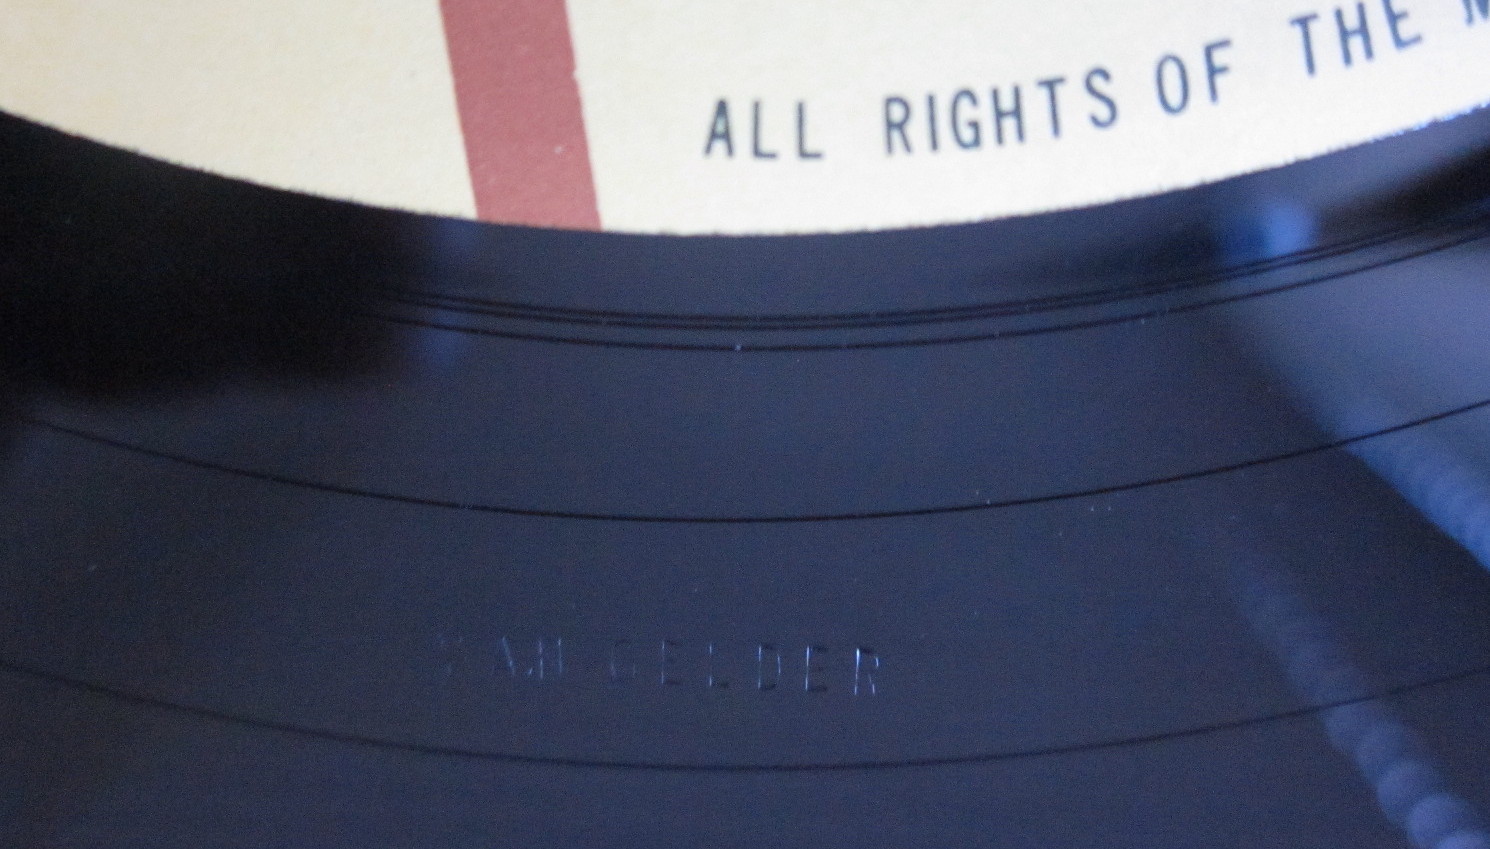 ALL RIGHTS OF THE
VAN GELDER